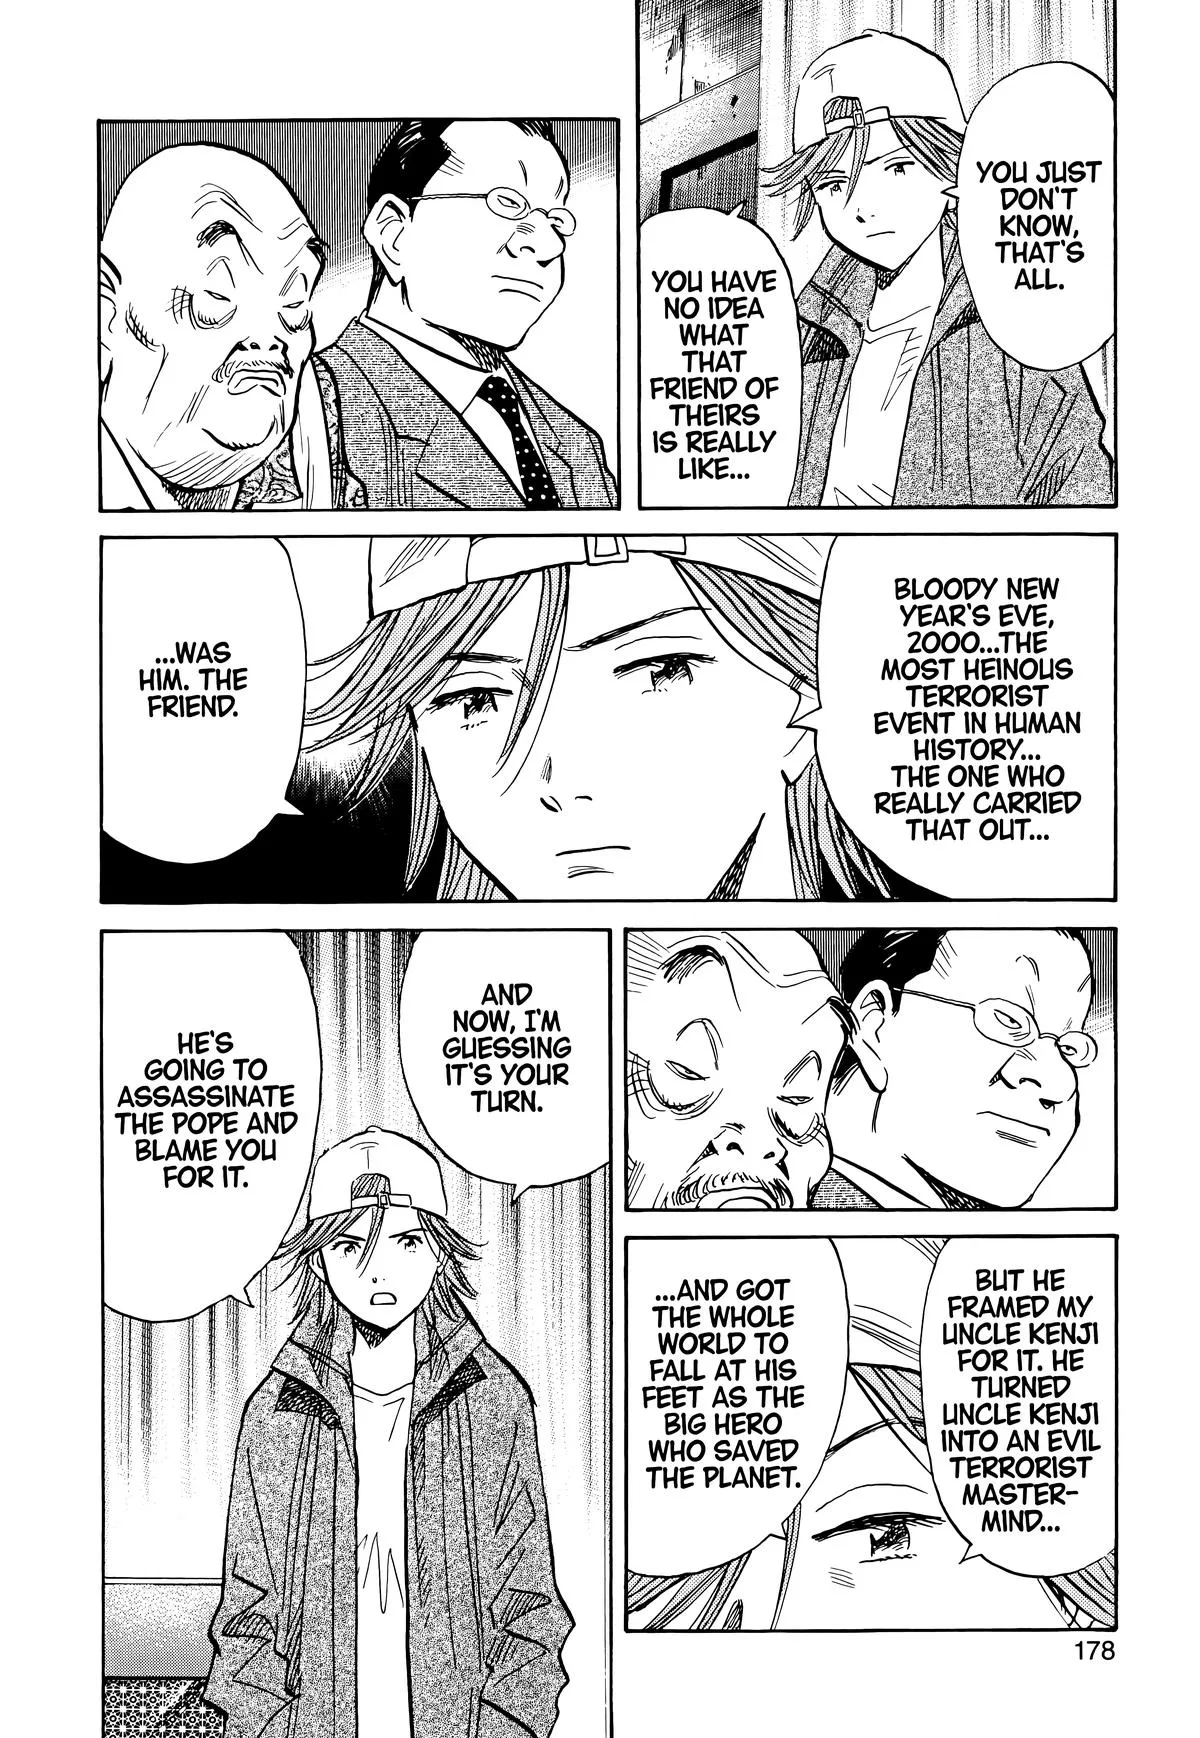 YOU JUST
DON'T
KNOW,
THAT'S
ALL.
YOU HAVE
NO IDEA
WHAT
THAT
FRIEND OF
THEIRS
IS REALLY
LIKE...
BLOODY NEW
YEAR'S EVE,
2000...THE
MOST HEINOUS
TERRORIST
EVENT IN HUMAN
HISTORY...
THE ONE WHO
REALLY CARRIED
THAT OUT...
...WAS
HIM. THE
FRIEND.
BUT HE
FRAMED MY
UNCLE KENJI
FOR IT. HE
TURNED
UNCLE KENJI
INTO AN EVIL
TERRORIST
MASTER-
MIND...
...AND GOT
THE WHOLE
WORLD TO
FALL AT HIS
FEET AS THE
BIG HERO
WHO SAVED
THE PLANET.
AND
NOW, I'M
GUESSING
IT'S YOUR
TURN.
HE'S
GOING TO
ASSASSINATE
THE POPE AND
BLAME YOU
FOR IT.
178